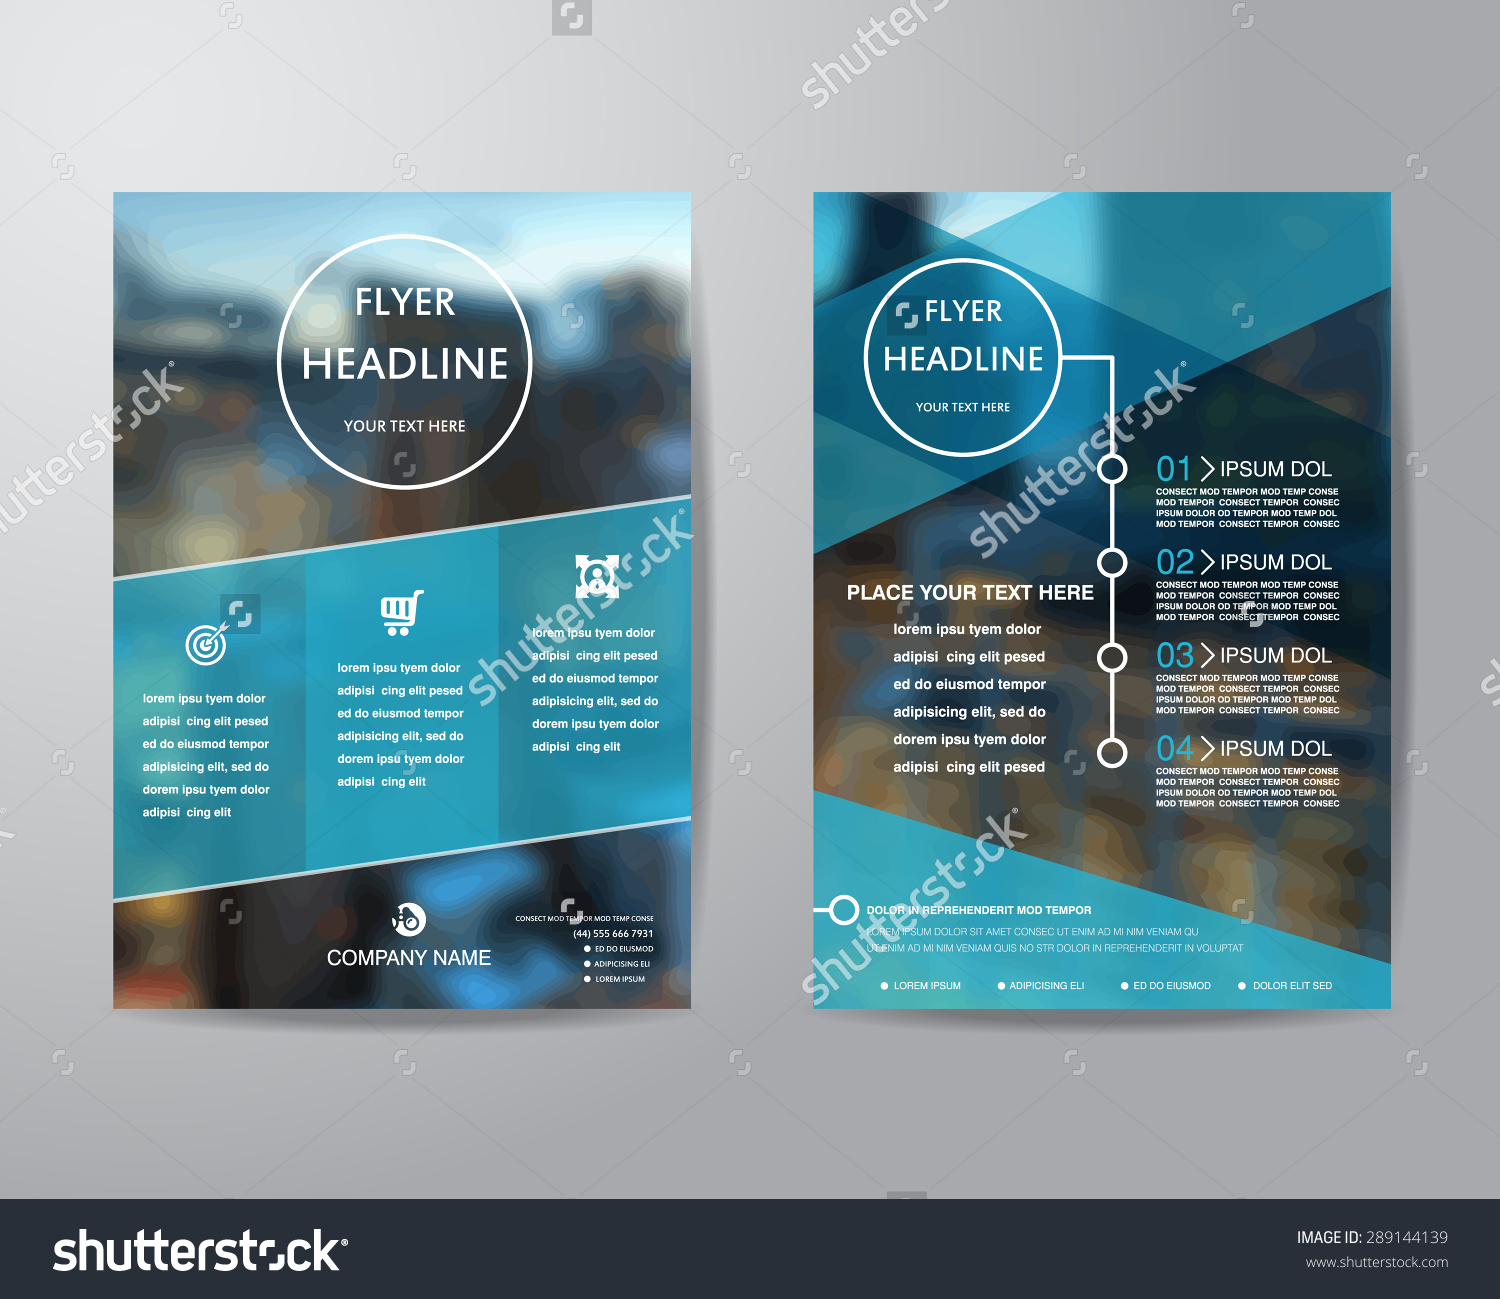 FLYER
HEADLINE
YOUR TEXT HERE
lorem ipsu tyem dolor
adipisi cing elit pesed
ed do eiusmod tempor
adipisicing elit, sed do
dorem ipsu tyem dolor
adipisi cing elit
lorem ipsu tyem dolor
adipisi cing elit pesed
ed do eiusmod tempor
adipisicing elit, sed do
dorem ipsu tyem dolor
adipisi cing elit
lorem ipsu tyem dolor
adipisi cing elit pesed
ed do eiusmod tempor
adipisicing elit, sed do
dorem ipsu tyem dolor
adipisi cing elit
COMPANY NAME
CONSECT MOD TEMPOR MOD TEMP CONSE
(44) 555 666 7931
ED DO EIUSMOD
ADIPICISING ELI
LOREM IPSUM
FLYER
HEADLINE
YOUR TEXT HERE
PLACE YOUR TEXT HERE
lorem ipsu tyem dolor
adipisi cing elit pesed
ed do eiusmod tempor
adipisicing elit, sed do
dorem ipsu tyem dolor
adipisi cing elit pesed
01 IPSUM DOL
CONSECT MOD TEMPOR MOD TEMP CONSE
MOD TEMPOR CONSECT TEMPOR CONSEC
IPSUM DOLOR OD TEMPOR MOD TEMP DOL
MOD TEMPOR CONSECT TEMPOR CONSEC
02 IPSUM DOL
CONSECT MOD TEMPOR MOD TEMP CONSE
MOD TEMPOR CONSECT TEMPOR CONSEC
IPSUM DOLOR OD TEMPOR MOD TEMP DOL
MOD TEMPOR CONSECT TEMPOR CONSEC
03 IPSUM DOL
CONSECT MOD TEMPOR MOD TEMP CONSE
MOD TEMPOR CONSECT TEMPOR CONSEC
IPSUM DOLOR OD TEMPOR MOD TEMP DOL
MOD TEMPOR CONSECT TEMPOR CONSEC
04 IPSUM DOL
CONSECT MOD TEMPOR MOD TEMP CONSE
MOD TEMPOR CONSECT TEMPOR CONSEC
IPSUM DOLOR OD TEMPOR MOD TEMP DOL
MOD TEMPOR CONSECT TEMPOR CONSEC
DOLOR IN REPREHENDERIT MOD TEMPOR
LOREM IPSUM DOLOR SIT AMET CONSEC UT ENIM AD MI NIM VENIAM QU
UT ENIM AD MI NIM VENIAM QUIS NO STR DOLOR IN REPREHENDERIT IN VOLUPTAT
LOREM IPSUM
ADIPICISING ELI
ED DO EIUSMOD
DOLOR ELIT SED
shutterstock
shutterstock
shutterstock
shutterstock
shutterstock
shutterstock®
IMAGE ID: 289144139
www.shutterstock.com